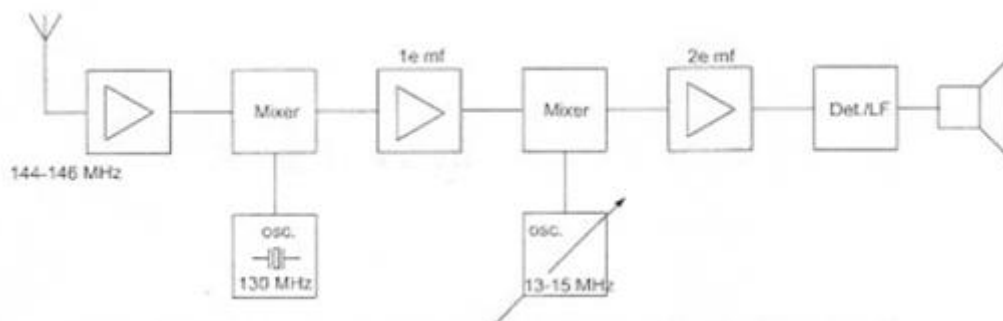 1e mf
2e mf
Mixer
Mixer
Det./LF
144-146 MHz
osc.
130 MHz
osc.
13-15 MHz